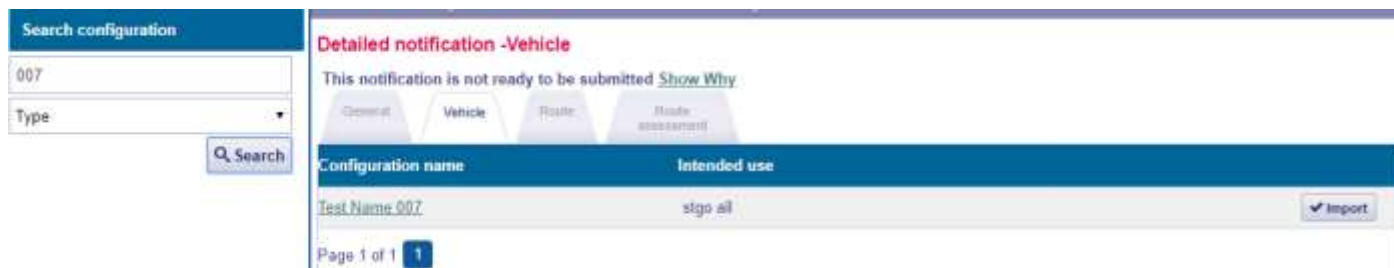 Search configuration
007
Type
Search
Detailed notification -Vehicle
This notification is not ready to be submitted Show Why
General Vehicle Route Route assessment
Configuration name Intended use
Test Name 007 stgo ail Import
Page 1 of 1 1